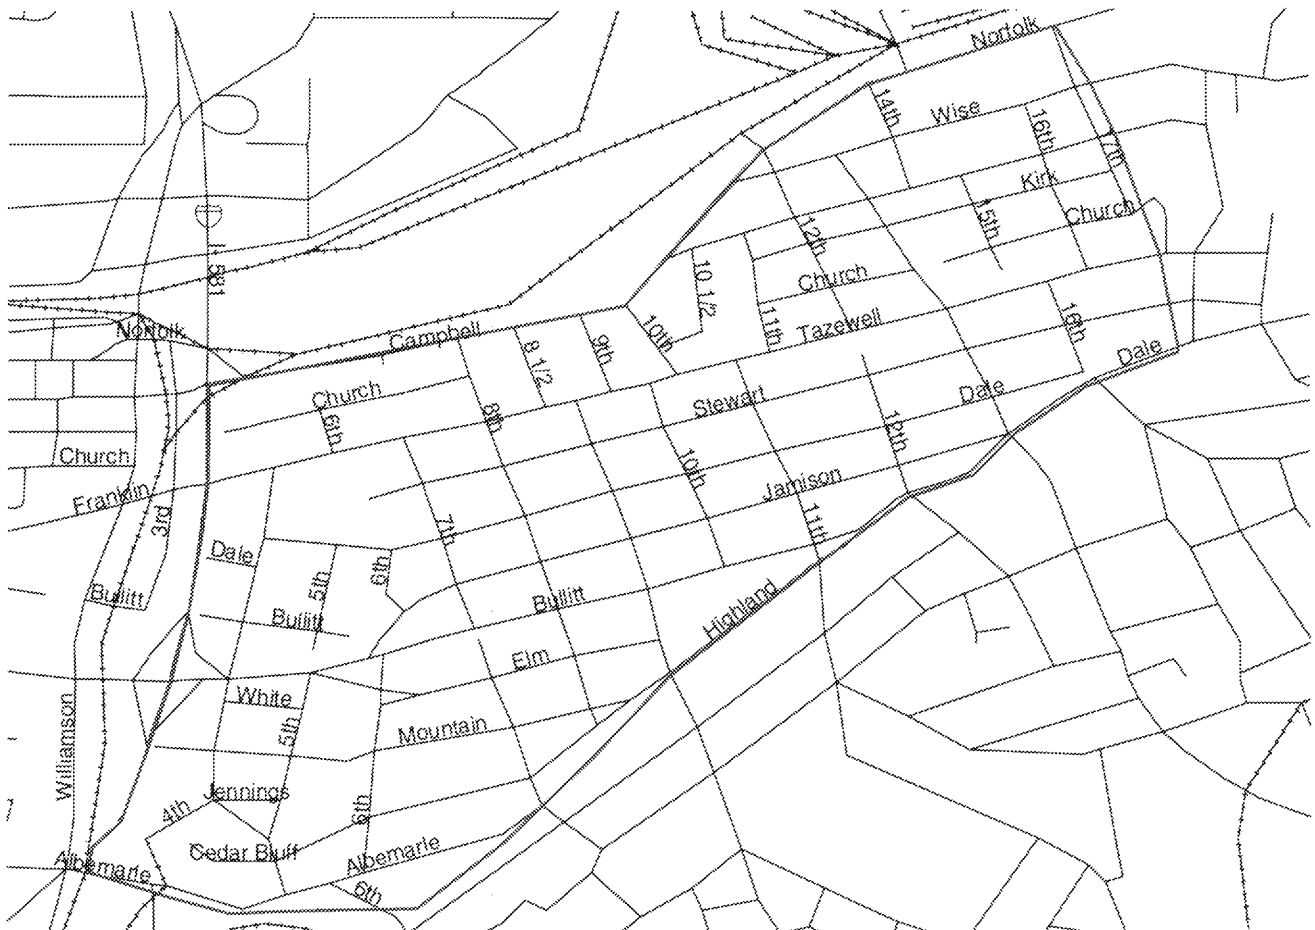 Norfolk
14th
Wise
16th
17th
Kirk
15th
Church
12th
I-581
10 1/2
Church
11th
Tazewell
16th
Norfolk
Campbell
10th
9th
8 1/2
Dale
Church
6th
8th
Stewart
Dale
12th
Church
Franklin
10th
Jamison
3rd
7th
11th
Dale
5th
6th
Bullitt
Bullitt
Bullitt
Highland
Elm
White
5th
Mountain
Williamson
Jennings
4th
6th
Cedar Bluff
Albemarle
Albemarle
6th